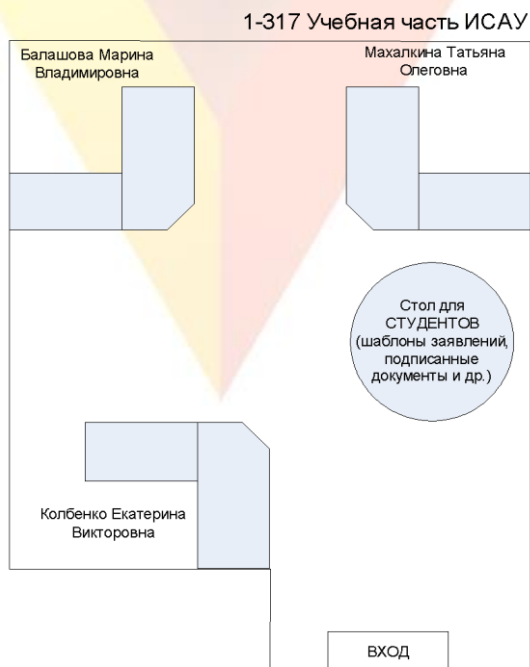 1-317 Учебная часть ИСАУ
Балашова Марина
Владимировна
Махалкина Татьяна
Олеговна
Стол для
СТУДЕНТОВ
(шаблоны заявлений,
подписанные
документы и др.)
Колбенко Екатерина
Викторовна
ВХОД